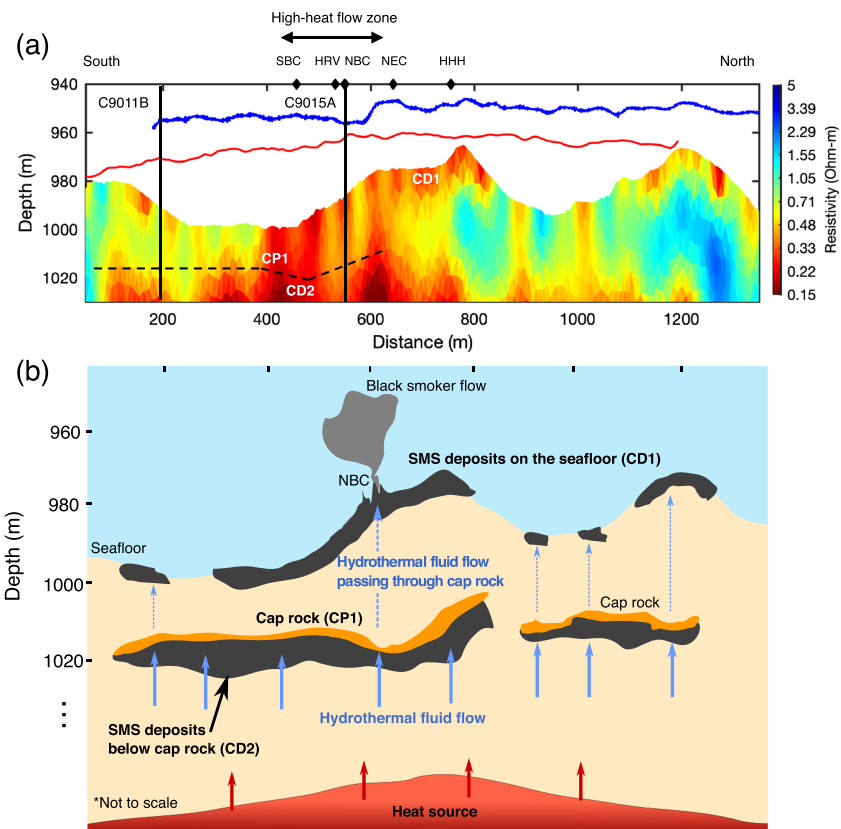 (a)
High-heat flow zone
South
SBC
HRV
NBC
NEC
HHH
North
C9011B
C9015A
CD1
CP1
CD2
940
960
980
1000
1020
Depth (m)
200
400
600
800
1000
1200
Distance (m)
5
3.39
2.29
1.55
1.05
0.71
0.48
0.33
0.22
0.15
Resistivity (Ohm-m)
(b)
Black smoker flow
SMS deposits on the seafloor (CD1)
NBC
Seafloor
Hydrothermal fluid flow
passing through cap rock
Cap rock (CP1)
Cap rock
960
980
1000
1020
⋮
Depth (m)
Hydrothermal fluid flow
SMS deposits
below cap rock (CD2)
*Not to scale
Heat source